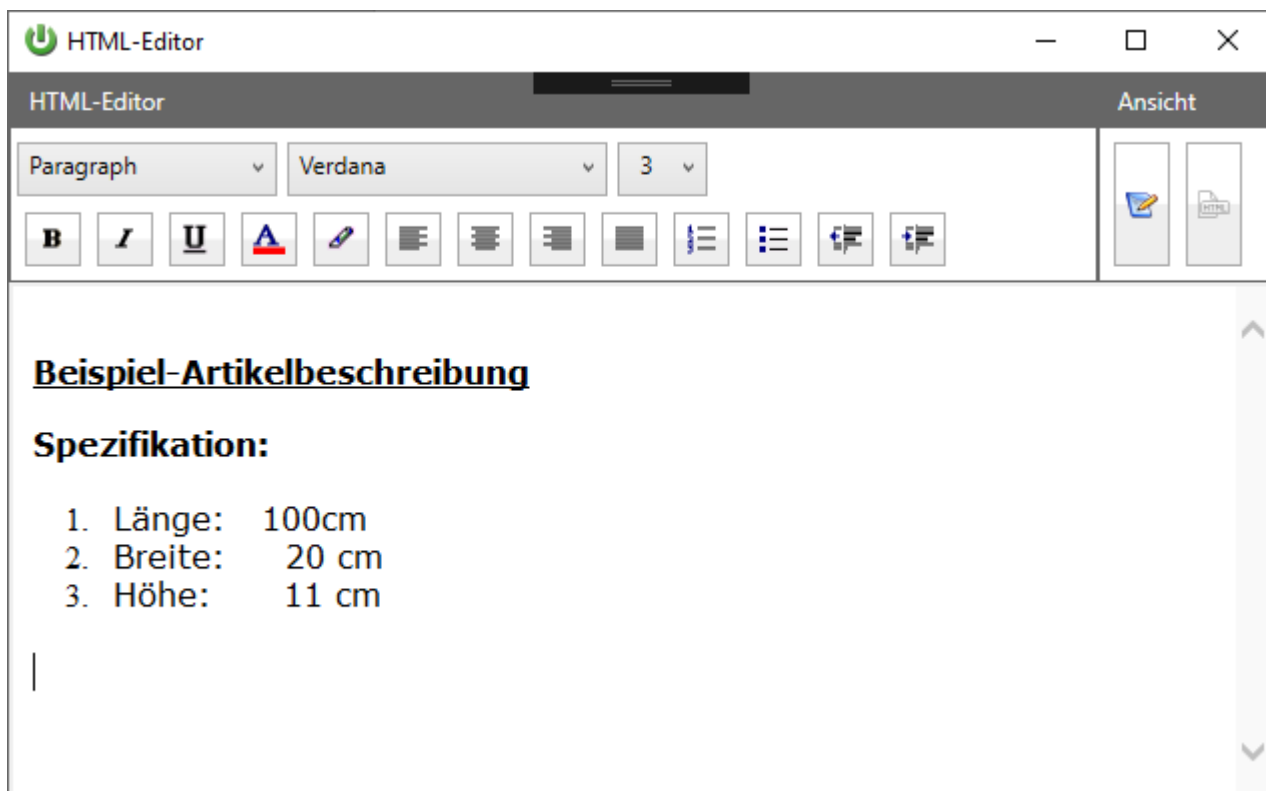 HTML-Editor
HTML-Editor Ansicht
Paragraph Verdana 3
B I U A
HTML
Beispiel-Artikelbeschreibung
Spezifikation:
1. Länge: 100cm
2. Breite: 20 cm
3. Höhe: 11 cm